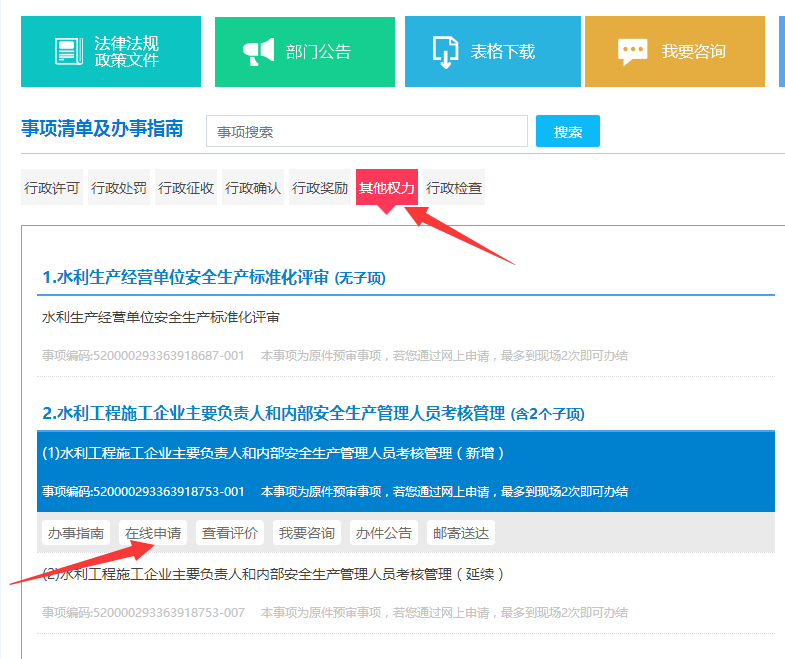 法律法规
政策文件
部门公告
表格下载
我要咨询
事项清单及办事指南
事项搜索
搜索
行政许可 行政处罚 行政征收 行政确认 行政奖励 其他权力 行政检查
1.水利生产经营单位安全生产标准化评审 (无子项)
水利生产经营单位安全生产标准化评审
事项编码:520000293363918687-001 本事项为原件预审事项，若您通过网上申请，最多到现场2次即可办结
2.水利工程施工企业主要负责人和内部安全生产管理人员考核管理 (含2个子项)
(1)水利工程施工企业主要负责人和内部安全生产管理人员考核管理（新增）
事项编码:520000293363918753-001 本事项为原件预审事项，若您通过网上申请，最多到现场2次即可办结
办事指南 在线申请 查看评价 我要咨询 办件公告 邮寄送达
(2)水利工程施工企业主要负责人和内部安全生产管理人员考核管理（延续）
事项编码:520000293363918753-007 本事项为原件预审事项，若您通过网上申请，最多到现场2次即可办结